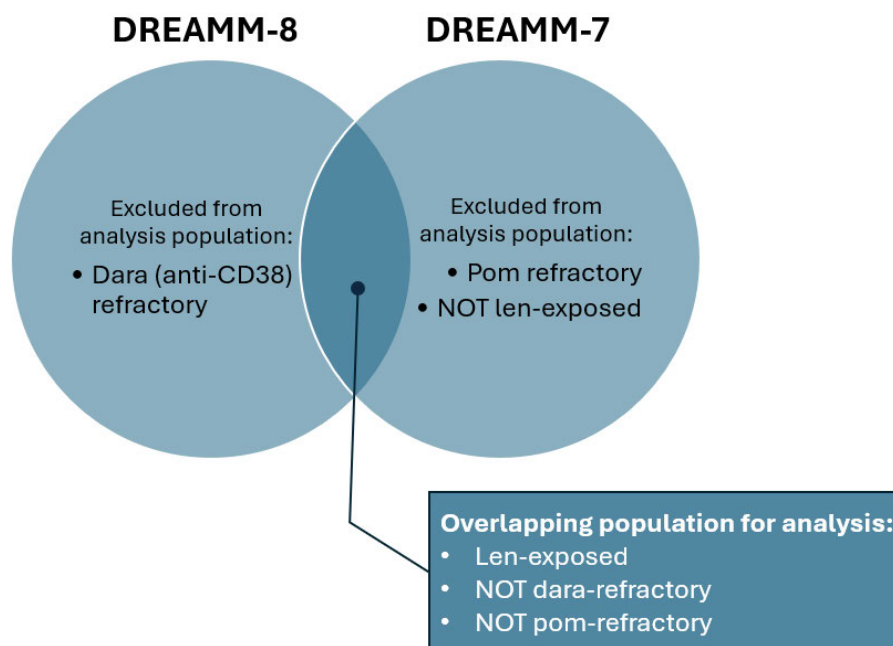 DREAMM-8
DREAMM-7
Excluded from
analysis population:
• Dara (anti-CD38)
refractory
Excluded from
analysis population:
• Pom refractory
• NOT len-exposed
Overlapping population for analysis:
• Len-exposed
• NOT dara-refractory
• NOT pom-refractory